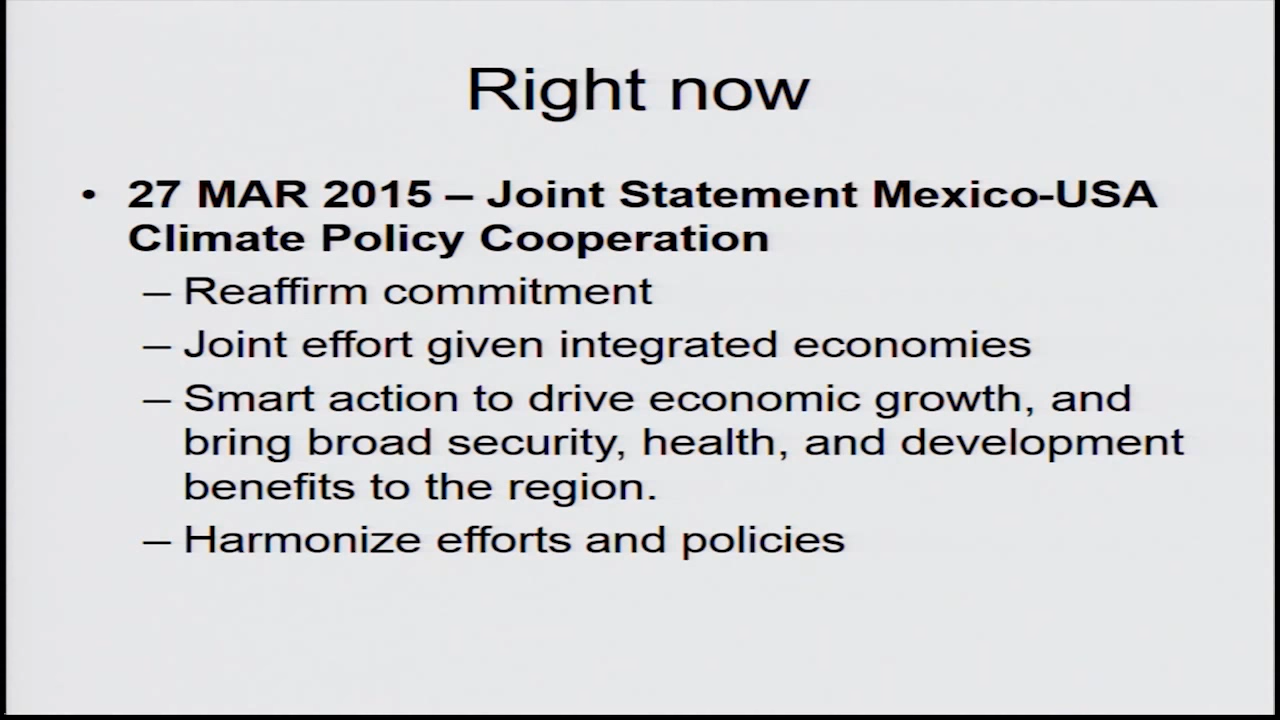 Right now
• 27 MAR 2015 – Joint Statement Mexico-USA
Climate Policy Cooperation
– Reaffirm commitment
– Joint effort given integrated economies
– Smart action to drive economic growth, and
bring broad security, health, and development
benefits to the region.
– Harmonize efforts and policies